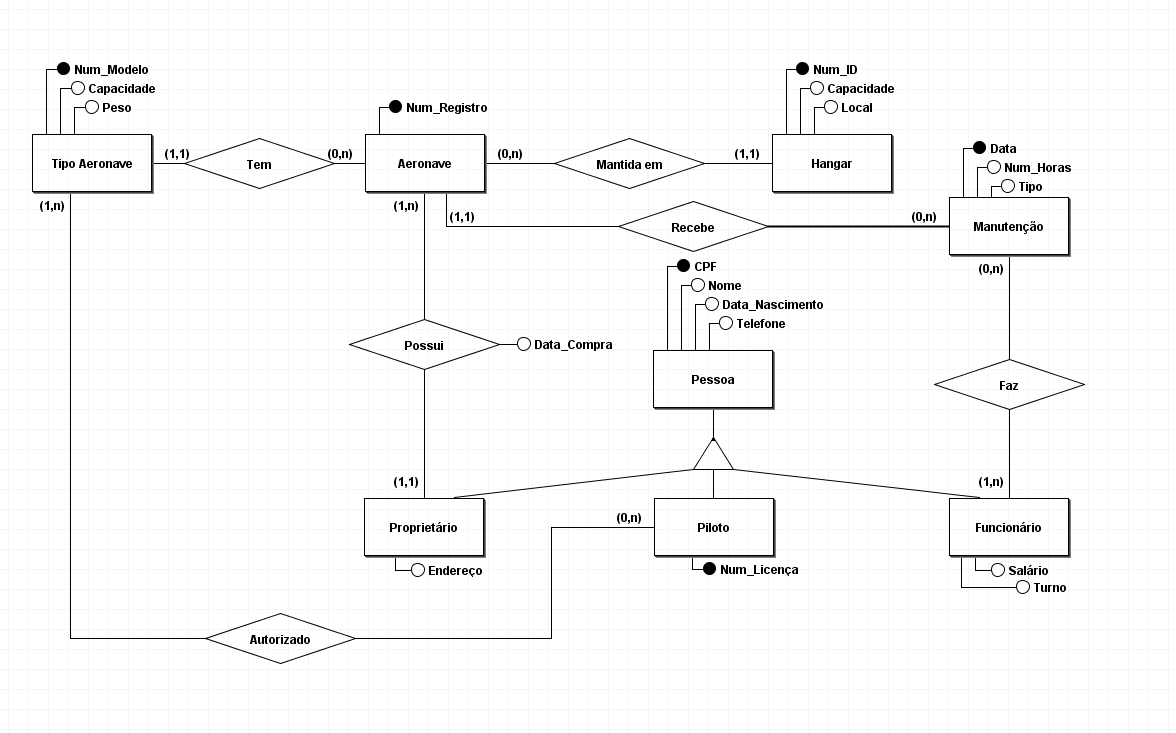 Num_Modelo
Capacidade
Peso
Num_Registro
Num_ID
Capacidade
Local
Data
Num_Horas
Tipo
Tipo Aeronave
(1,1)
Tem
(0,n)
Aeronave
(0,n)
Mantida em
(1,1)
Hangar
(1,n)
(1,n)
(1,1)
Recebe
(0,n)
Manutenção
(0,n)
CPF
Nome
Data_Nascimento
Telefone
Possui
Data_Compra
Pessoa
Faz
(1,1)
(1,n)
Proprietário
(0,n)
Piloto
Funcionário
Endereço
Num_Licença
Salário
Turno
Autorizado